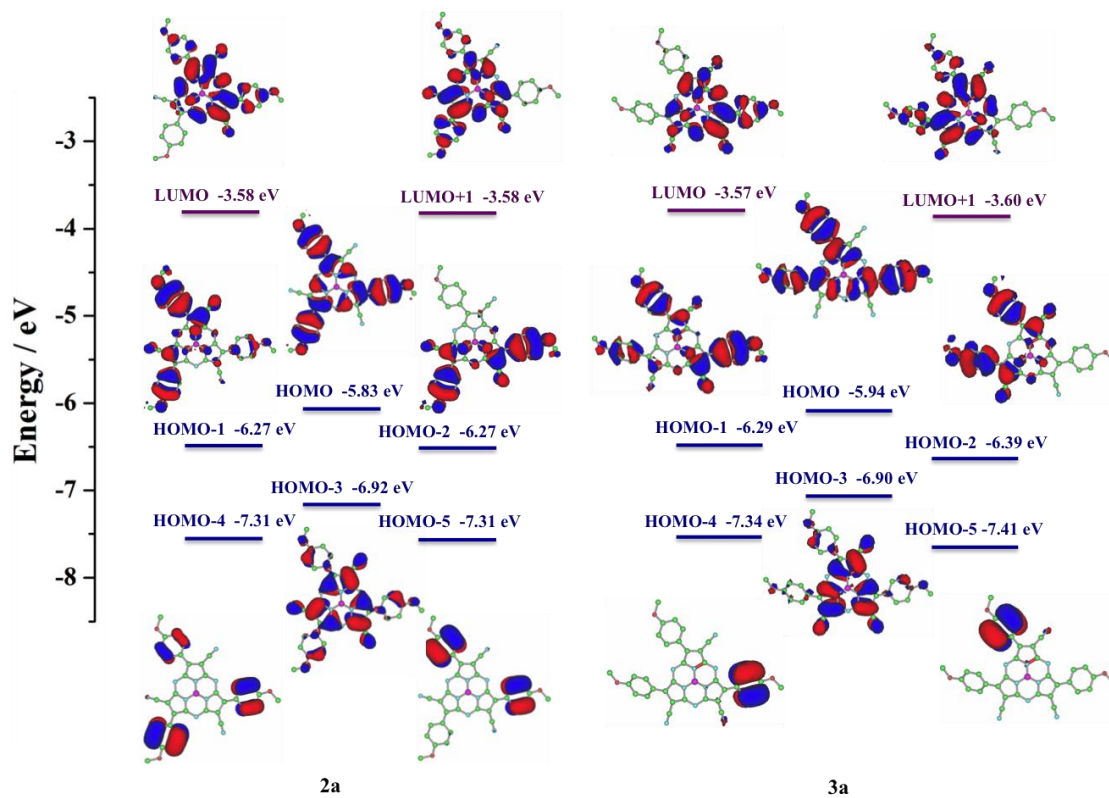 Energy / eV
-3
-4
-5
-6
-7
-8
LUMO -3.58 eV
LUMO+1 -3.58 eV
HOMO -5.83 eV
HOMO-1 -6.27 eV
HOMO-2 -6.27 eV
HOMO-3 -6.92 eV
HOMO-4 -7.31 eV
HOMO-5 -7.31 eV
2a
LUMO -3.57 eV
LUMO+1 -3.60 eV
HOMO -5.94 eV
HOMO-1 -6.29 eV
HOMO-2 -6.39 eV
HOMO-3 -6.90 eV
HOMO-4 -7.34 eV
HOMO-5 -7.41 eV
3a